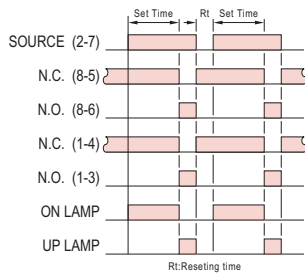 Set Time Rt Set Time
SOURCE (2-7)
N.C. (8-5)
N.O. (8-6)
N.C. (1-4)
N.O. (1-3)
ON LAMP
UP LAMP
Rt:Reseting time